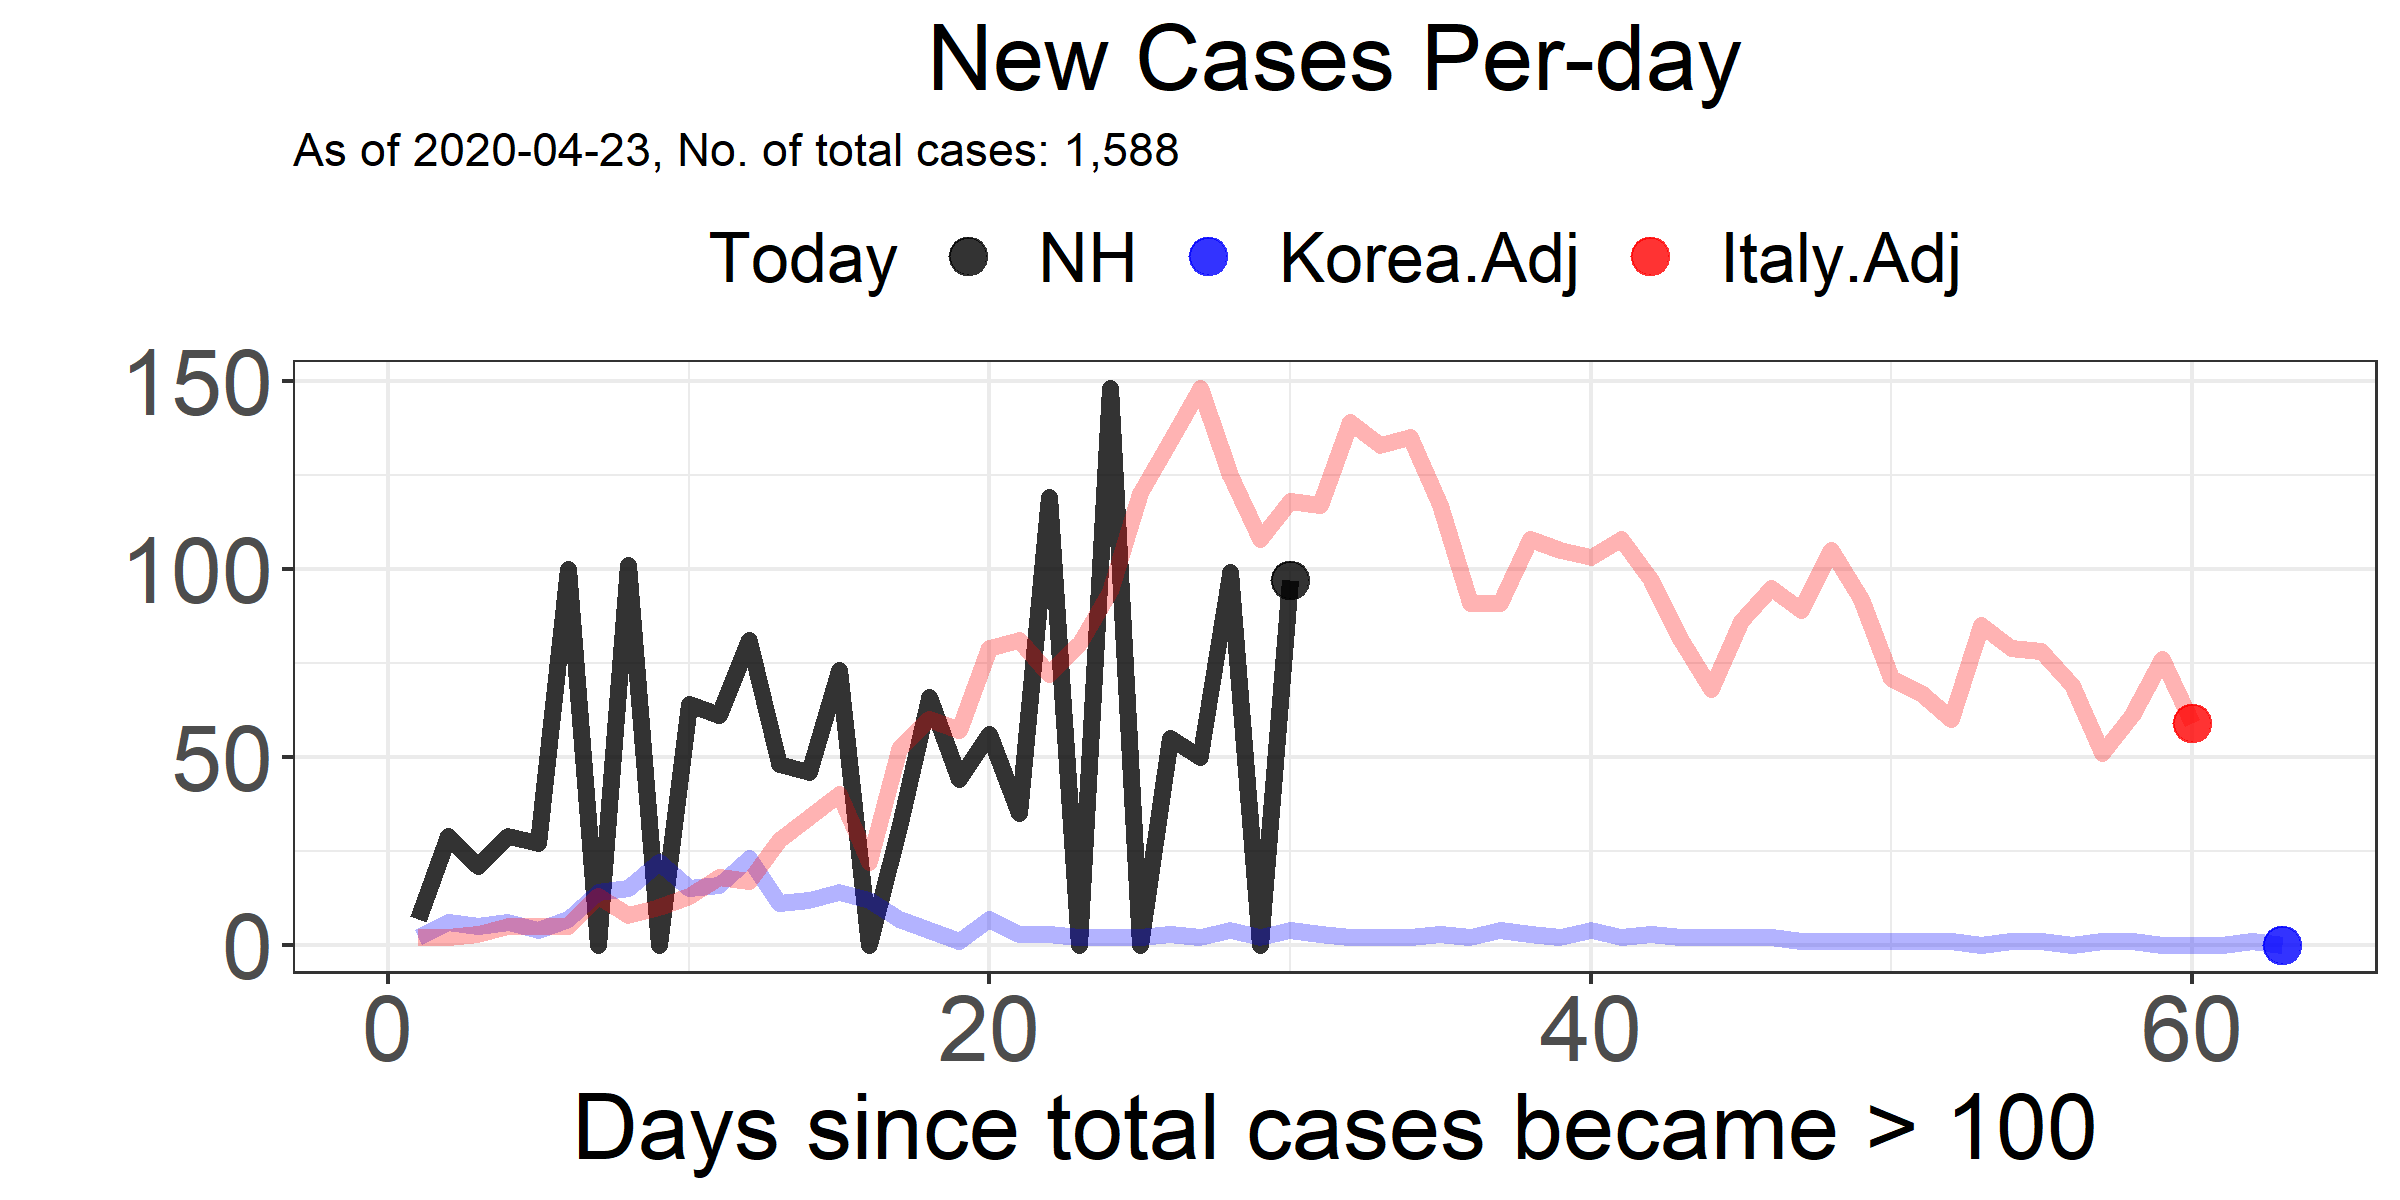 New Cases Per-day
As of 2020-04-23, No. of total cases: 1,588
Today NH Korea.Adj Italy.Adj
150
100
50
0
0 20 40 60
Days since total cases became > 100